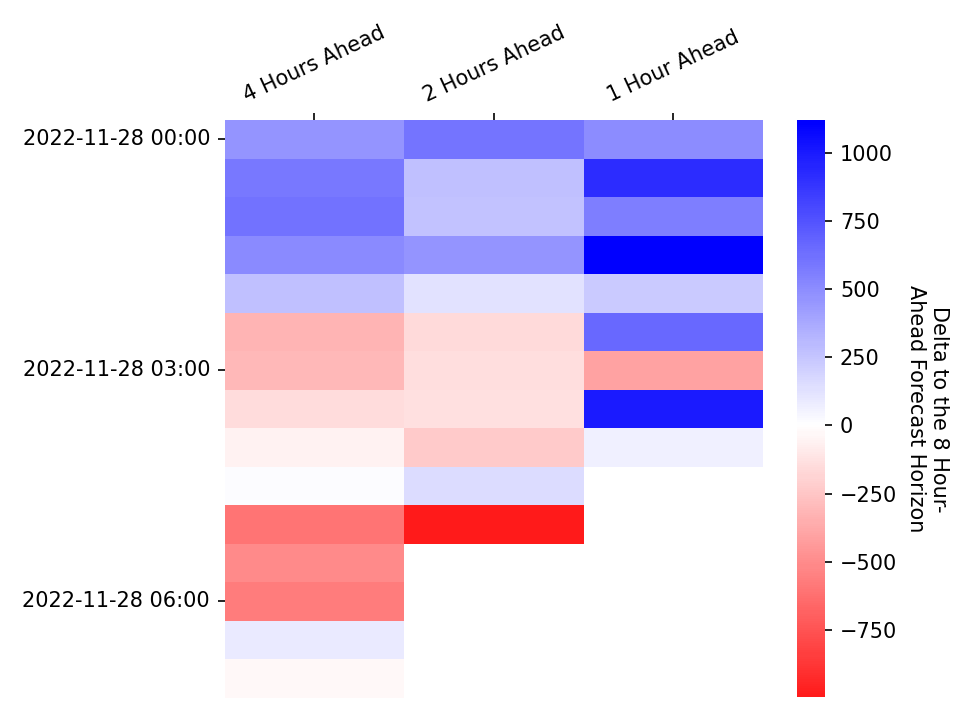 4 Hours Ahead
2 Hours Ahead
1 Hour Ahead
2022-11-28 00:00
2022-11-28 03:00
2022-11-28 06:00
1000
750
500
250
0
−250
−500
−750
Delta to the 8 Hour-
Ahead Forecast Horizon